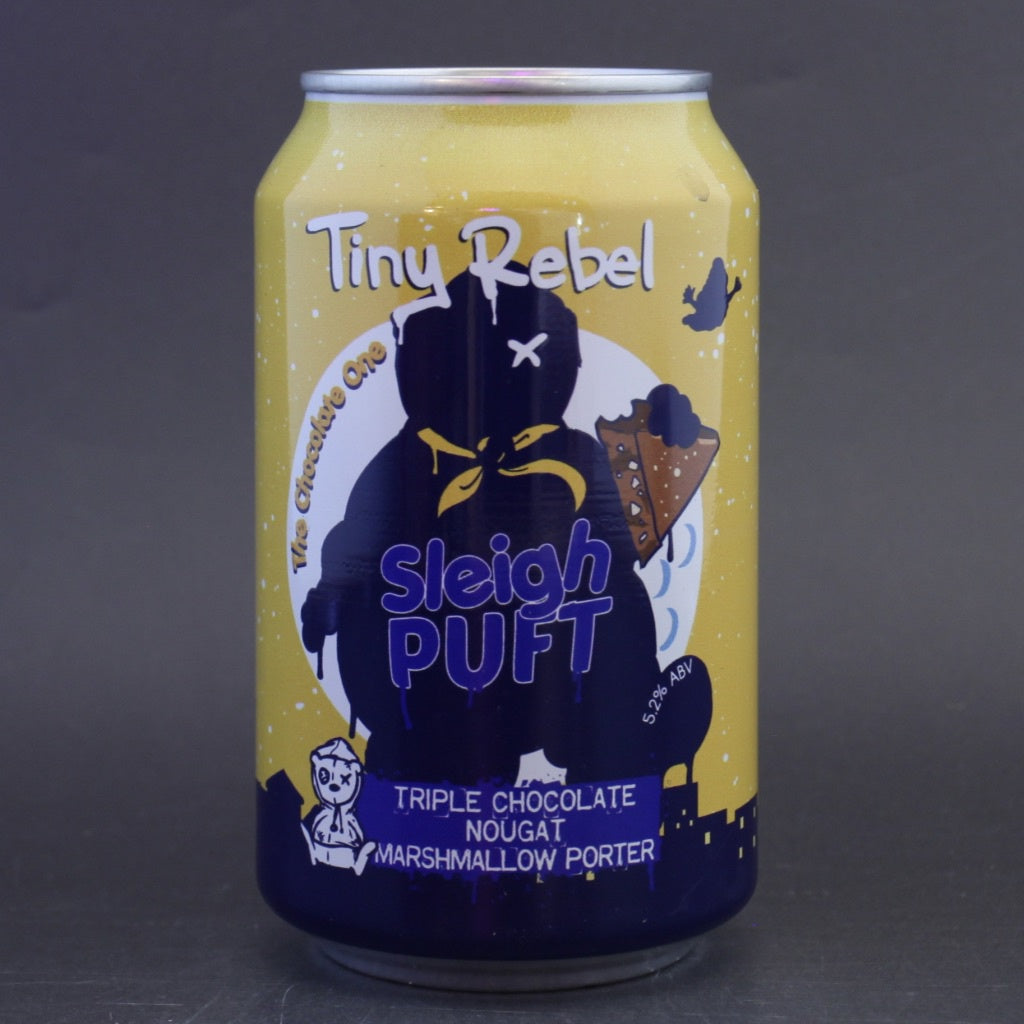 Tiny Rebel
The Chocolate One
Sleigh
PUFT
5.2% ABV
TRIPLE CHOCOLATE
NOUGAT
MARSHMALLOW PORTER